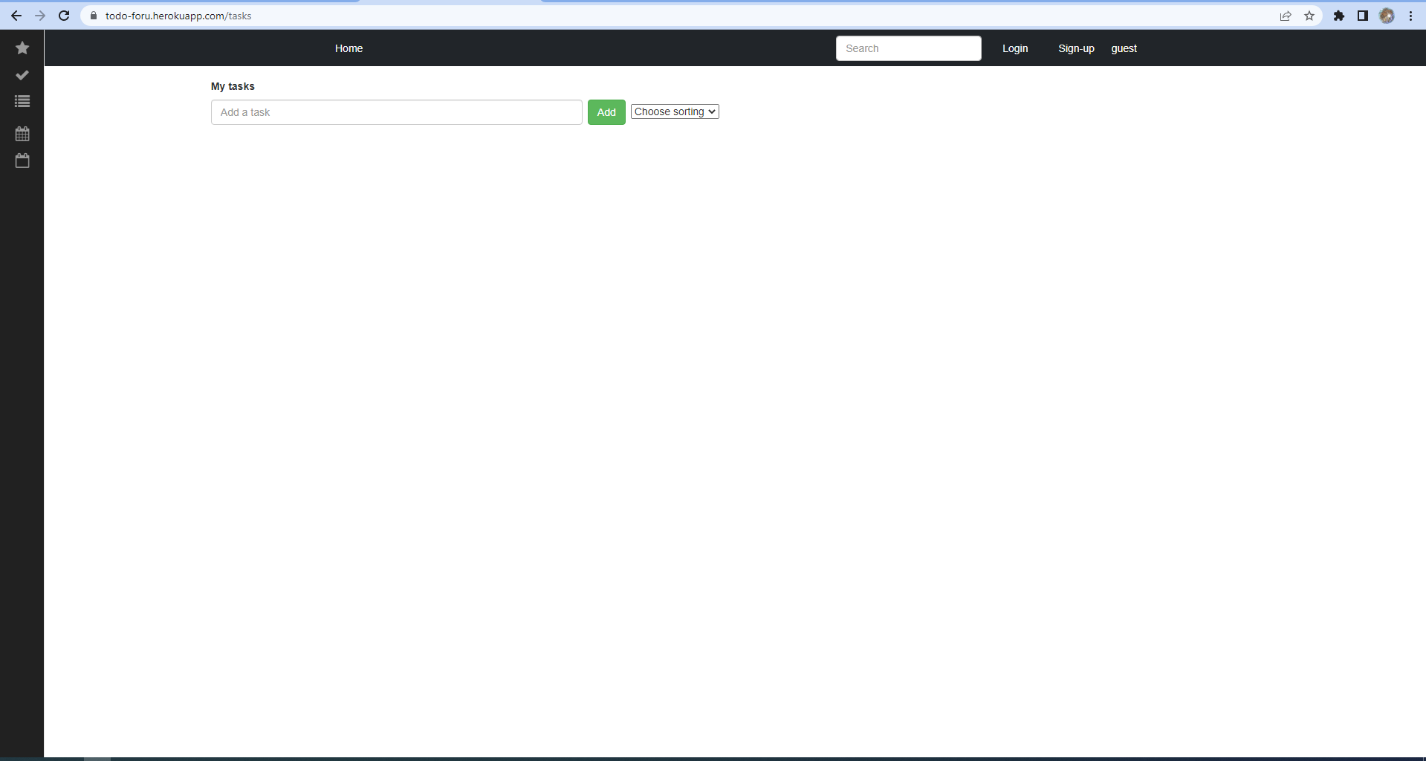 todo-foru.herokuapp.com/tasks
Home Search Login Sign-up guest
My tasks
Add a task Add Choose sorting